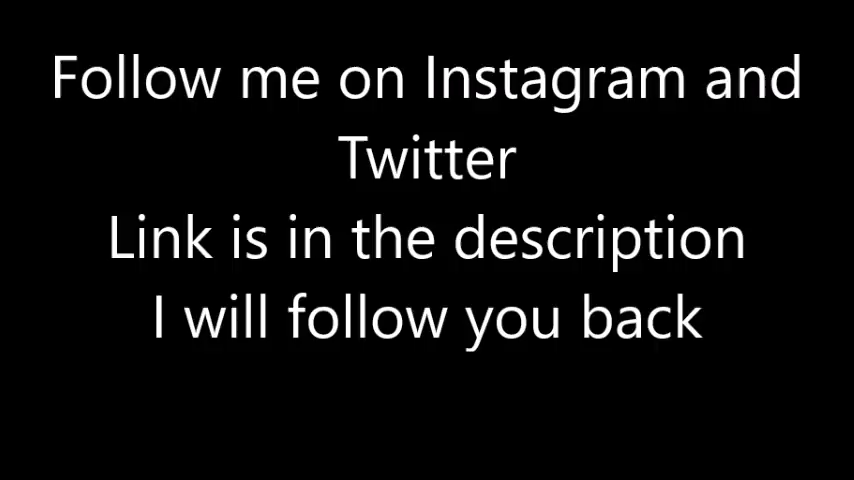 Follow me on Instagram and
Twitter
Link is in the description
I will follow you back